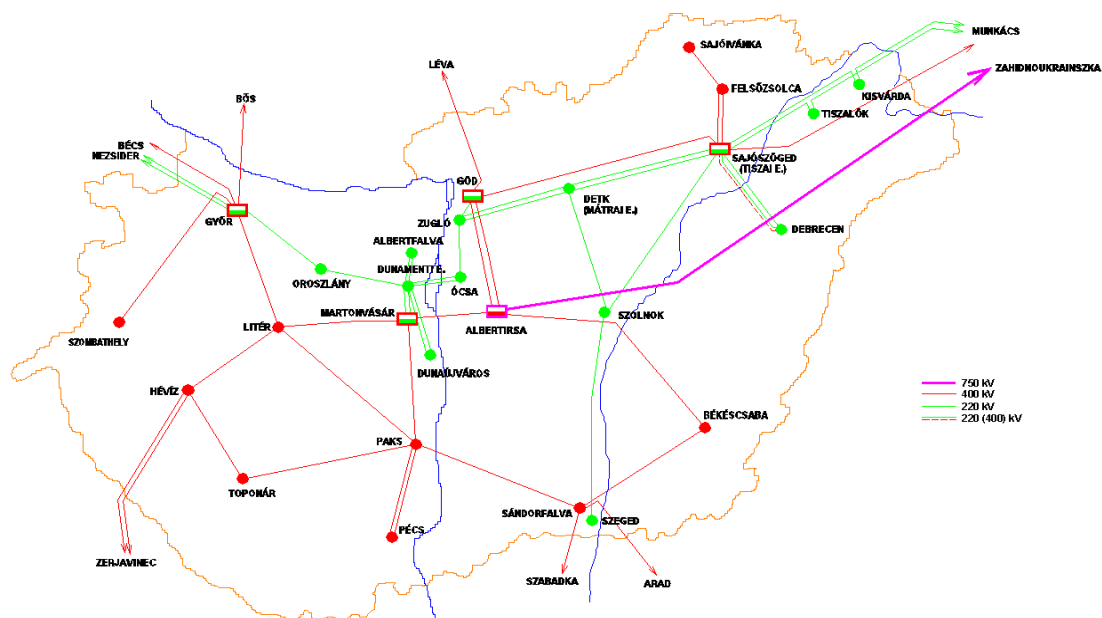 SAJÓIVÁNKA
MUNKÁCS
LÉVA
ZAHIDNOUKRAINSZKA
FELSŐZSOLCA
KISVÁRDA
BŐS
TISZALÖK
BÉCS
NEZSIDER
SAJÓSZÖGED
(TISZAI E.)
GÖD
DETK
(MÁTRAI E.)
GYŐR
ZUGLÓ
DEBRECEN
ALBERTFALVA
DUNAMENTI E.
OROSZLÁNY
ÓCSA
MARTONVÁSÁR
SZOLNOK
LITÉR
ALBERTIRSA
SZOMBATHELY
DUNAÚJVÁROS
HÉVÍZ
750 kV
400 kV
220 kV
220 (400) kV
BÉKÉSCSABA
PAKS
TOPONÁR
SÁNDORFALVA
SZEGED
PÉCS
ZERJAVINEC
SZABADKA
ARAD